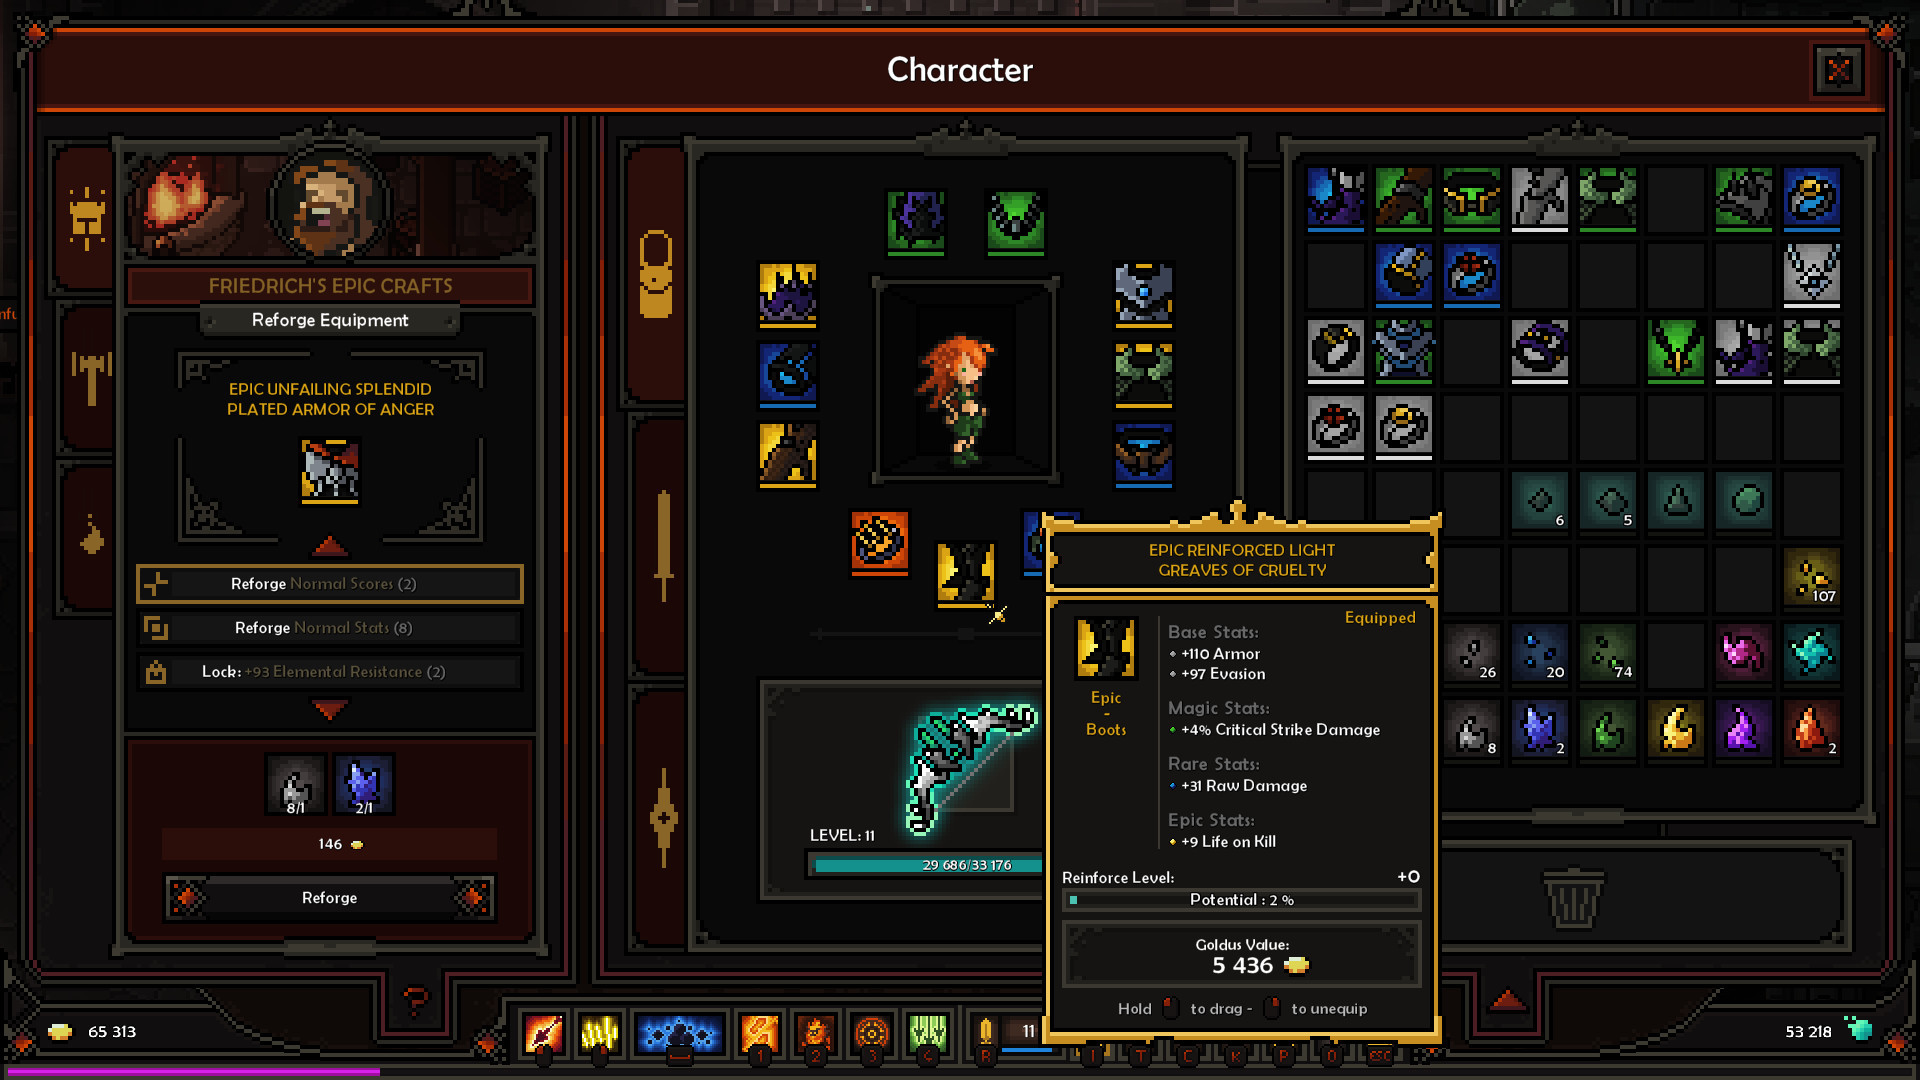 Character
FRIEDRICH'S EPIC CRAFTS
Reforge Equipment
EPIC UNFAILING SPLENDID
PLATED ARMOR OF ANGER
Reforge Normal Scores (2)
Reforge Normal Stats (8)
Lock: +93 Elemental Resistance (2)
8/1
2/1
146
Reforge
LEVEL: 11
29 686/33 176
EPIC REINFORCED LIGHT
GREAVES OF CRUELTY
Equipped
Base Stats:
+110 Armor
+97 Evasion
Epic
-
Boots
Magic Stats:
+4% Critical Strike Damage
Rare Stats:
+31 Raw Damage
Epic Stats:
+9 Life on Kill
Reinforce Level:
+0
Potential : 2 %
Goldus Value:
5 436
Hold to drag - to unequip
6
5
107
26
20
74
8
2
2
65 313
1
2
3
4
R
11
I
T
C
K
P
O
ESC
53 218